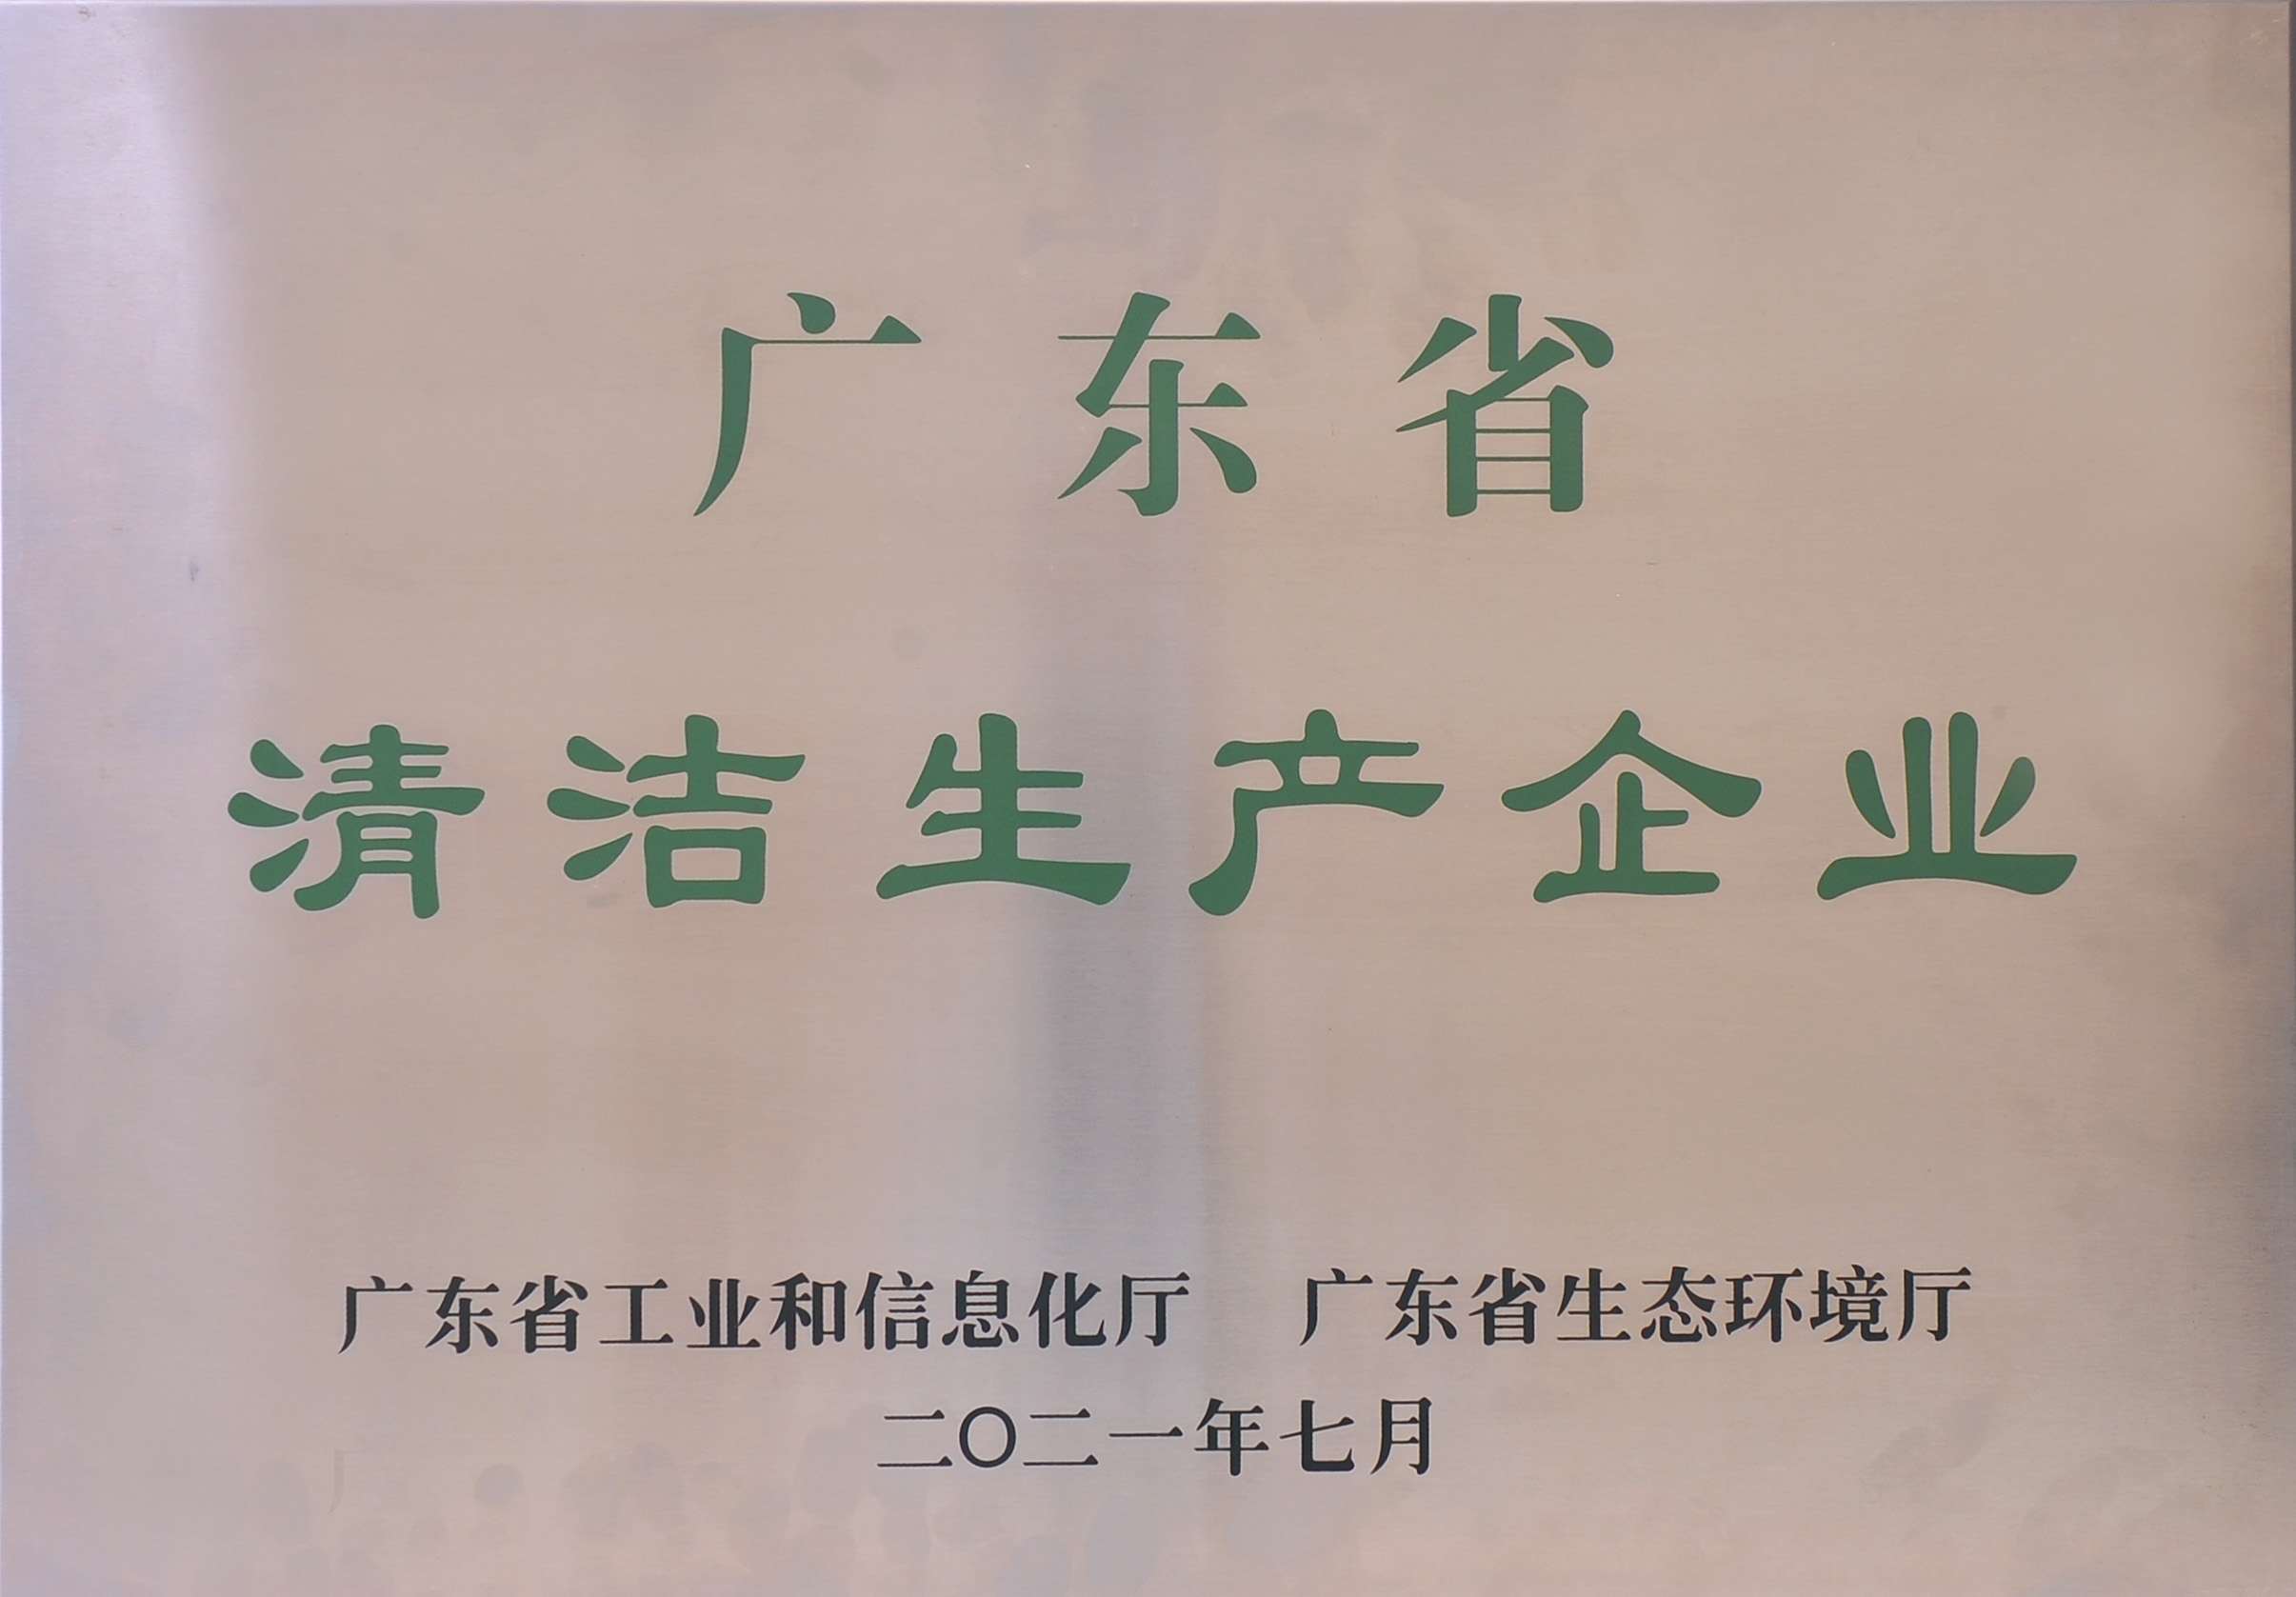 广东省
清洁生产企业
广东省工业和信息化厅 广东省生态环境厅
二〇二一年七月